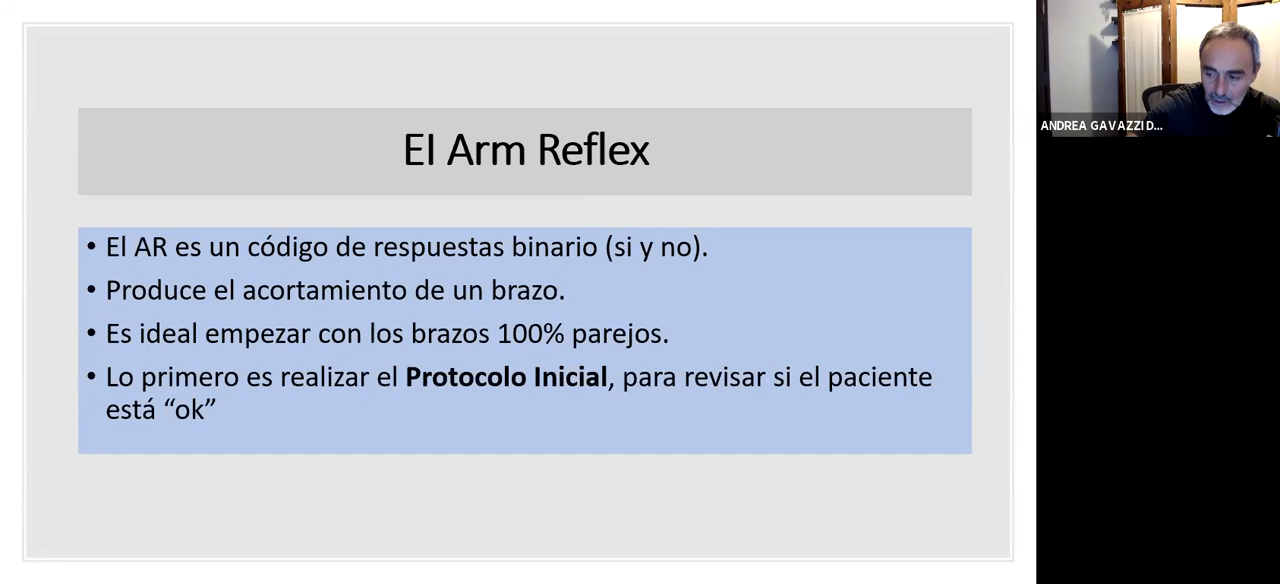 El Arm Reflex
• El AR es un código de respuestas binario (si y no).
• Produce el acortamiento de un brazo.
• Es ideal empezar con los brazos 100% parejos.
• Lo primero es realizar el Protocolo Inicial, para revisar si el paciente
está “ok”
ANDREA GAVAZZI D...